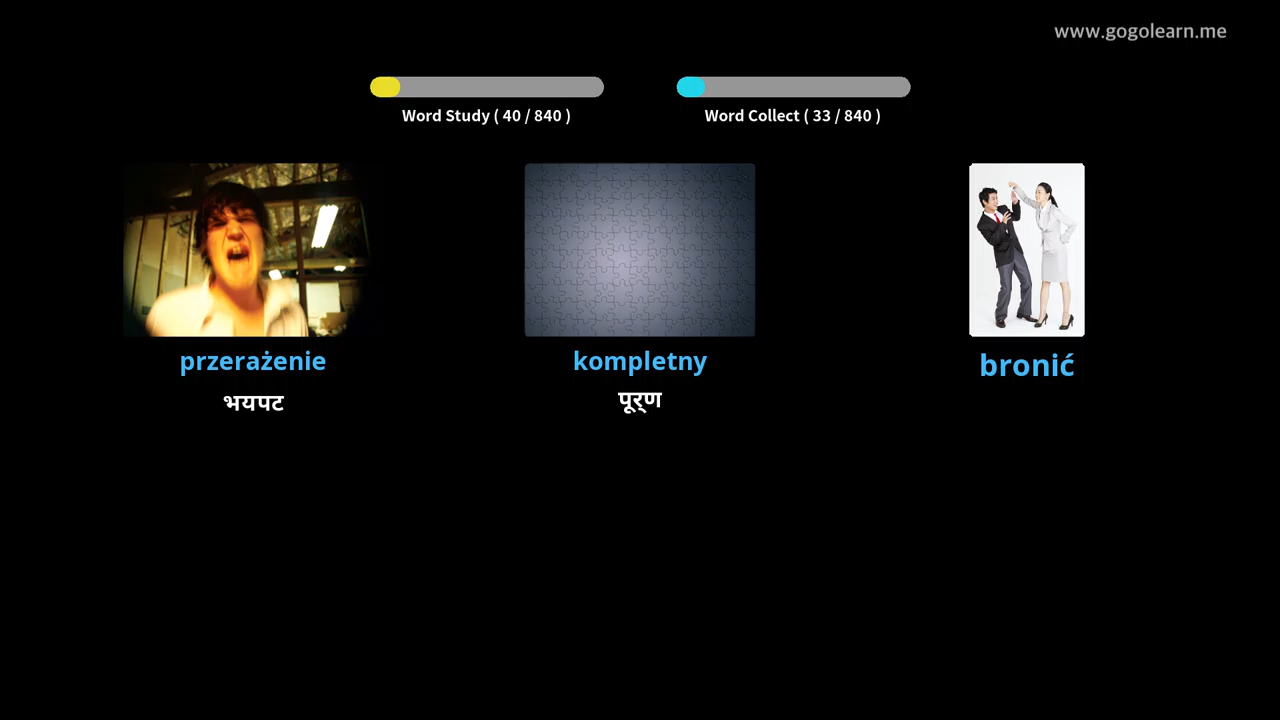 www.gogolearn.me
Word Study ( 40 / 840 )
Word Collect ( 33 / 840 )
przerażenie
kompletny
bronić
भयपट
पूर्ण